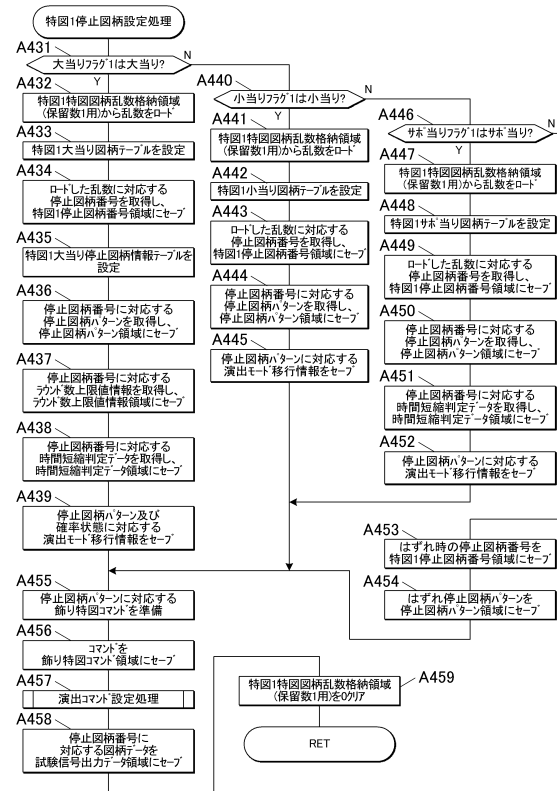 特図1停止図柄設定処理
A431
大当りフラグ1は大当り?
N
Y
A432
特図1特図図柄乱数格納領域
(保留数1用)から乱数をロード
A433
特図1大当り図柄テーブルを設定
A434
ロードした乱数に対応する
停止図柄番号を取得し、
特図1停止図柄番号領域にセーブ
A435
特図1大当り停止図柄情報テーブルを
設定
A436
停止図柄番号に対応する
停止図柄パターンを取得し、
停止図柄パターン領域にセーブ
A437
停止図柄番号に対応する
ラウンド数上限値情報を取得し、
ラウンド数上限値情報領域にセーブ
A438
停止図柄番号に対応する
時間短縮判定データを取得し、
時間短縮判定データ領域にセーブ
A439
停止図柄パターン及び
確率状態に対応する
演出モード移行情報をセーブ
A440
小当りフラグ1は小当り?
N
Y
A441
特図1特図図柄乱数格納領域
(保留数1用)から乱数をロード
A442
特図1小当り図柄テーブルを設定
A443
ロードした乱数に対応する
停止図柄番号を取得し、
特図1停止図柄番号領域にセーブ
A444
停止図柄番号に対応する
停止図柄パターンを取得し、
停止図柄パターン領域にセーブ
A445
停止図柄パターンに対応する
演出モード移行情報をセーブ
A446
サポ当りフラグ1はサポ当り?
N
Y
A447
特図1特図図柄乱数格納領域
(保留数1用)から乱数をロード
A448
特図1サポ当り図柄テーブルを設定
A449
ロードした乱数に対応する
停止図柄番号を取得し、
特図1停止図柄番号領域にセーブ
A450
停止図柄番号に対応する
停止図柄パターンを取得し、
停止図柄パターン領域にセーブ
A451
停止図柄番号に対応する
時間短縮判定データを取得し、
時間短縮判定データ領域にセーブ
A452
停止図柄パターンに対応する
演出モード移行情報をセーブ
A453
はずれ時の停止図柄番号を
特図1停止図柄番号領域にセーブ
A454
はずれ停止図柄パターンを
停止図柄パターン領域にセーブ
A455
停止図柄パターンに対応する
飾り特図コマンドを準備
A456
コマンドを
飾り特図コマンド領域にセーブ
A457
演出コマンド設定処理
A458
停止図柄番号に
対応する図柄データを
試験信号出力データ領域にセーブ
A459
特図1特図図柄乱数格納領域
(保留数1用)を0クリア
RET